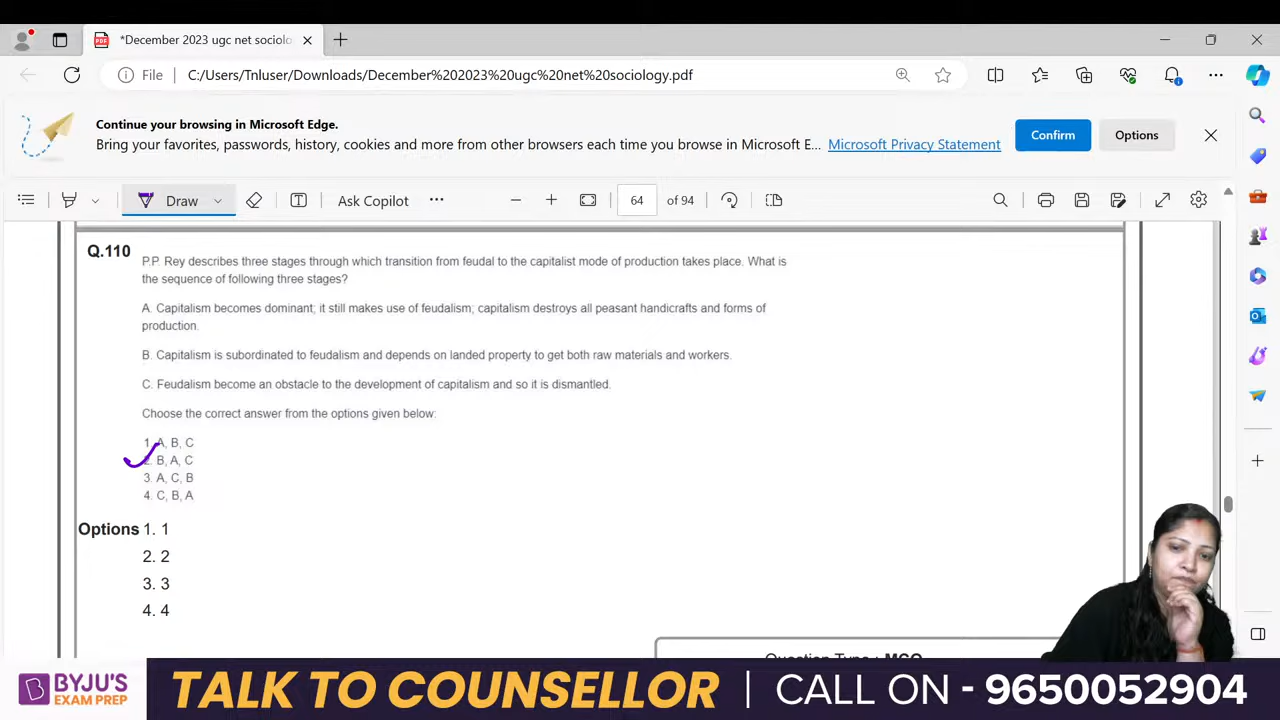 *December 2023 ugc net sociolo
File
C:/Users/Tnluser/Downloads/December%202023%20ugc%20net%20sociology.pdf
Continue your browsing in Microsoft Edge.
Bring your favorites, passwords, history, cookies and more from other browsers each time you browse in Microsoft E... Microsoft Privacy Statement
Confirm
Options
Draw
Ask Copilot
64 of 94
Q.110
P.P. Rey describes three stages through which transition from feudal to the capitalist mode of production takes place. What is
the sequence of following three stages?
A. Capitalism becomes dominant; it still makes use of feudalism; capitalism destroys all peasant handicrafts and forms of
production.
B. Capitalism is subordinated to feudalism and depends on landed property to get both raw materials and workers.
C. Feudalism become an obstacle to the development of capitalism and so it is dismantled.
Choose the correct answer from the options given below:
1. A, B, C
2. B, A, C
3. A, C, B
4. C, B, A
Options 1. 1
2. 2
3. 3
4. 4
Question Type : MCQ
BYJU'S
EXAM PREP
TALK TO COUNSELLOR | CALL ON - 9650052904